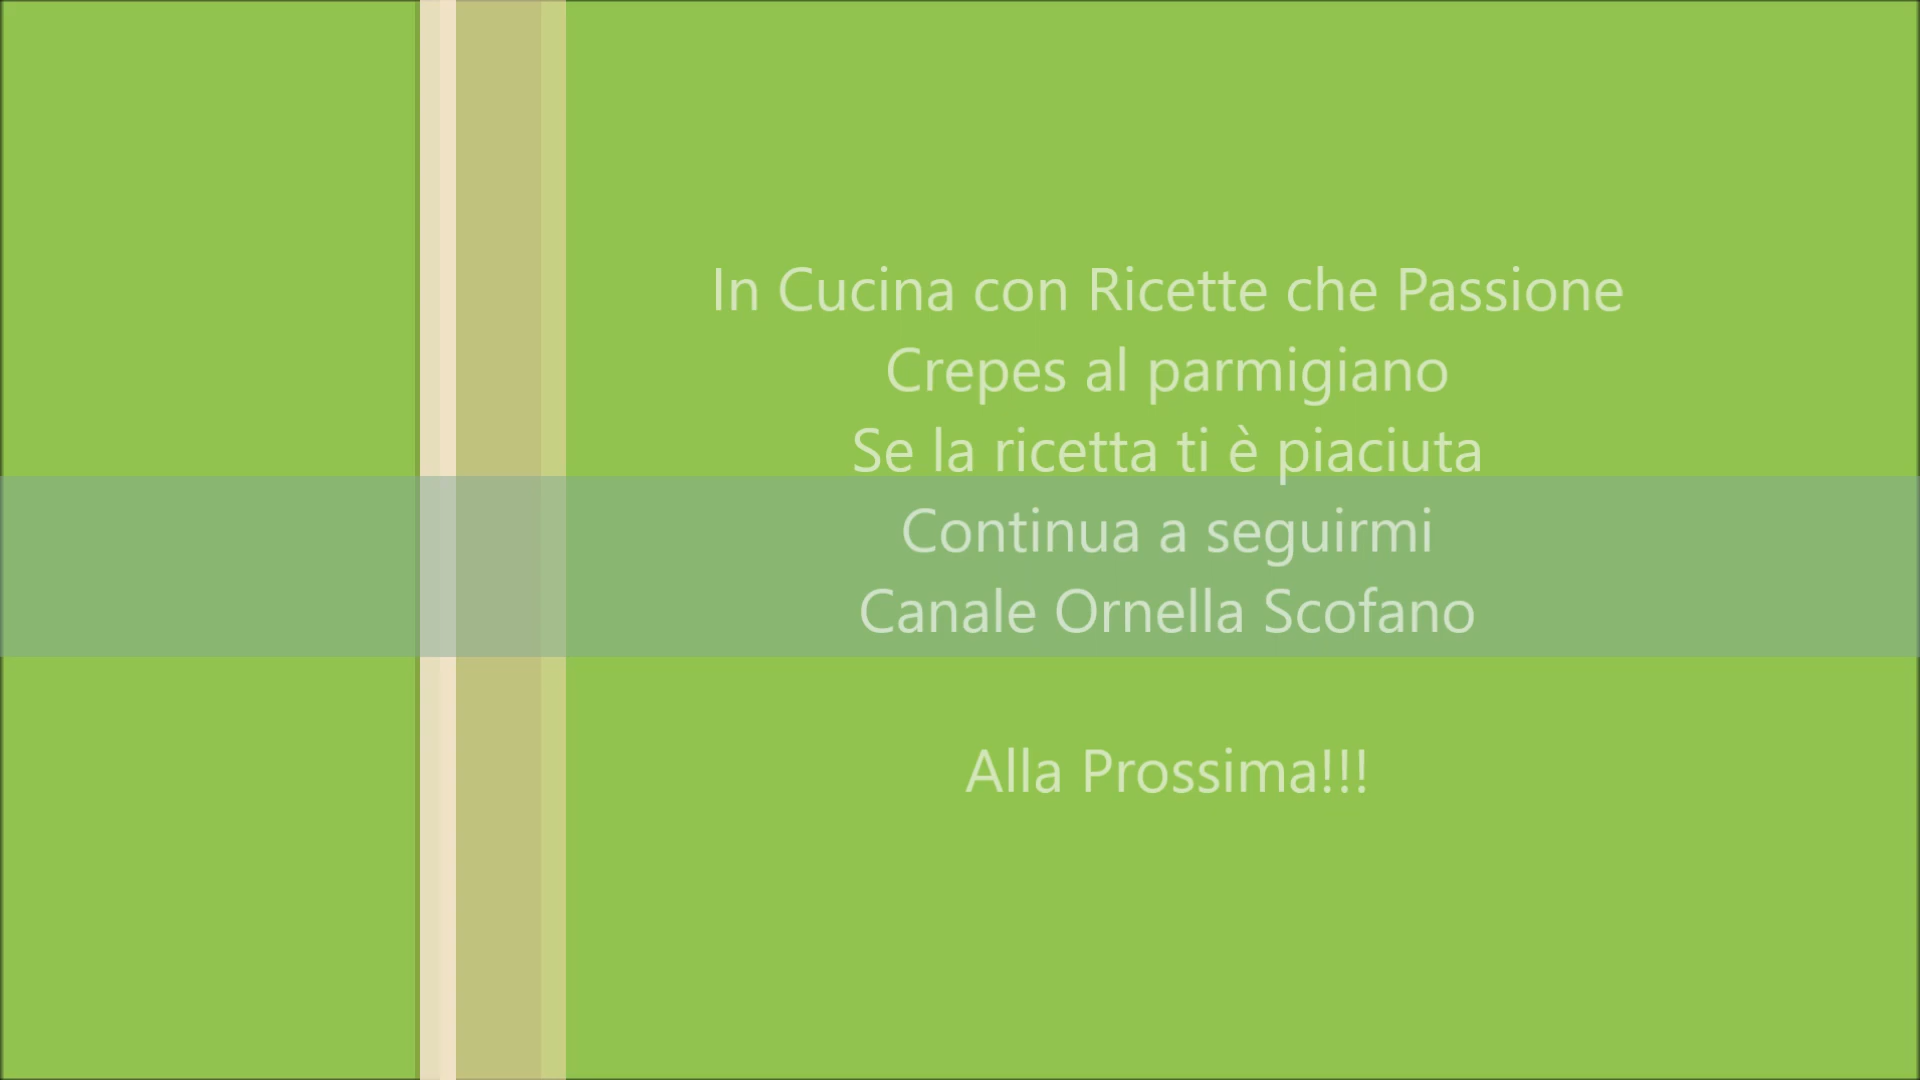 In Cucina con Ricette che Passione
Crepes al parmigiano
Se la ricetta ti è piaciuta
Continua a seguirmi
Canale Ornella Scofano
Alla Prossima!!!